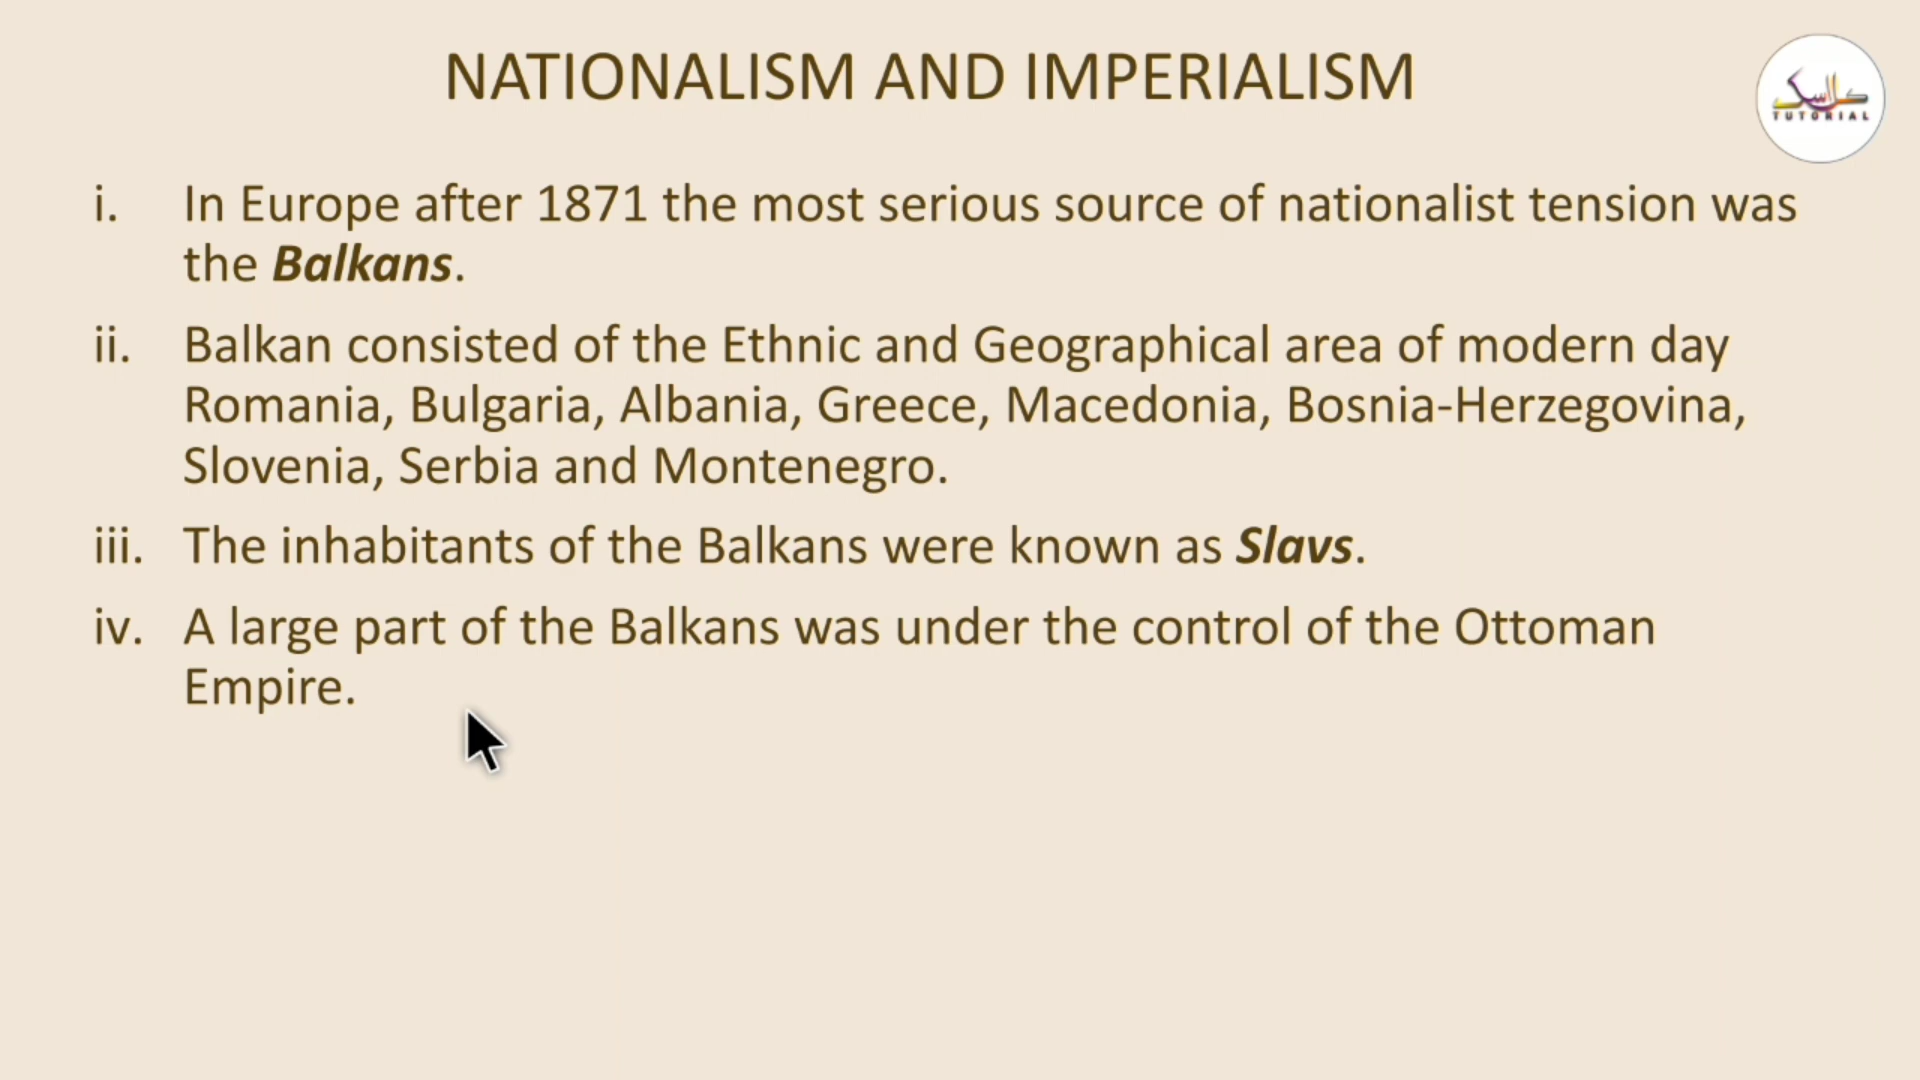 NATIONALISM AND IMPERIALISM
کلاسک
TUTORIAL
i. In Europe after 1871 the most serious source of nationalist tension was
the Balkans.
ii. Balkan consisted of the Ethnic and Geographical area of modern day
Romania, Bulgaria, Albania, Greece, Macedonia, Bosnia-Herzegovina,
Slovenia, Serbia and Montenegro.
iii. The inhabitants of the Balkans were known as Slavs.
iv. A large part of the Balkans was under the control of the Ottoman
Empire.